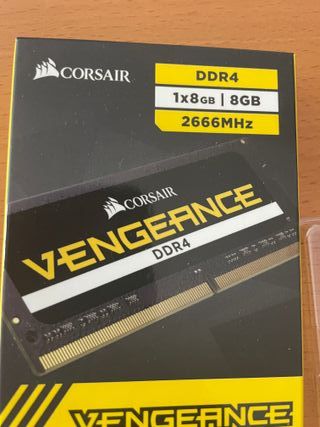 CORSAIR
DDR4
1x8GB | 8GB
2666MHz
CORSAIR
VENGEANCE
DDR4
VENGEANCE